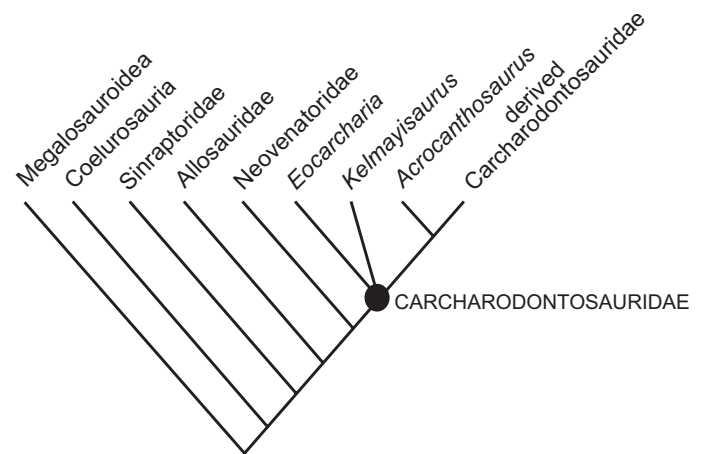 Megalosauroidea
Coelurosauria
Sinraptoridae
Allosauridae
Neovenatoridae
Eocarcharia
Kelmayisaurus
Acrocanthosaurus
derived
Carcharodontosauridae
CARCHARODONTOSAURIDAE